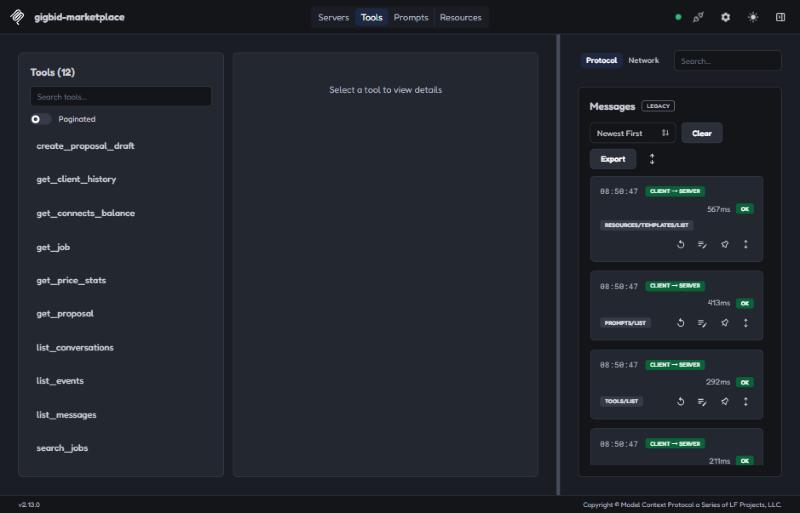 gigbid-marketplace
Servers Tools Prompts Resources
Tools (12)
Search tools...
Paginated
create_proposal_draft
get_client_history
get_connects_balance
get_job
get_price_stats
get_proposal
list_conversations
list_events
list_messages
search_jobs
Select a tool to view details
Protocol Network Search...
Messages LEGACY
Newest First Clear
Export
08:50:47 CLIENT → SERVER
567ms OK
RESOURCES/TEMPLATES/LIST
08:50:47 CLIENT → SERVER
413ms OK
PROMPTS/LIST
08:50:47 CLIENT → SERVER
292ms OK
TOOLS/LIST
08:50:47 CLIENT → SERVER
211ms OK
v2.13.0
Copyright © Model Context Protocol a Series of LF Projects, LLC.